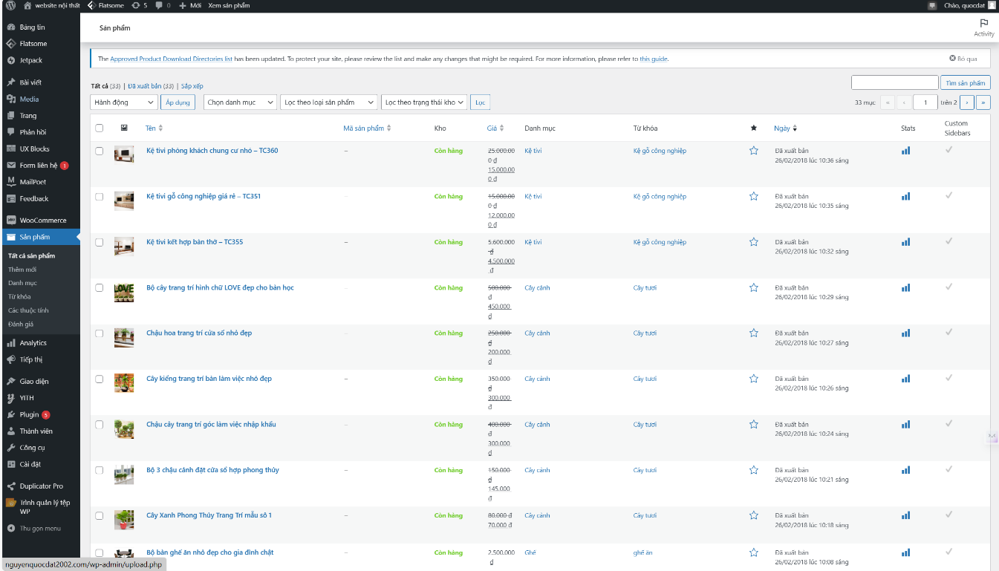 website nội thất Flatsome 5 0 Mới Xem sản phẩm Chào, quocdat
Bảng tin
Flatsome
Jetpack
Bài viết
Media
Trang
Phản hồi
UX Blocks
Form liên hệ 1
MailPoet
Feedback
WooCommerce
Sản phẩm
Tất cả sản phẩm
Thêm mới
Danh mục
Từ khóa
Các thuộc tính
Đánh giá
Analytics
Tiếp thị
Giao diện
YITH
Plugin 5
Thành viên
Công cụ
Cài đặt
Duplicator Pro
Trình quản lý tệp
WP
Thu gọn menu
nguyenquocdat2002.com/wp-admin/upload.php
Sản phẩm
Activity
The Approved Product Download Directories list has been updated. To protect your site, please review the list and make any changes that might be required. For more information, please refer to this guide.
Bỏ qua
Tất cả (33) | Đã xuất bản (33) | Sắp xếp
Tìm sản phẩm
Hành động Áp dụng Chọn danh mục Lọc theo loại sản phẩm Lọc theo trạng thái kho Lọc 33 mục « ‹ 1 trên 2 › »
Tên Mã sản phẩm Kho Giá Danh mục Từ khóa ★ Ngày Stats Custom
Sidebars
Kệ tivi phòng khách chung cư nhỏ – TC360 – Còn hàng 25.000.00 Kệ tivi Kệ gỗ công nghiệp Đã xuất bản
0 ₫ 26/02/2018 lúc 10:36 sáng
15.000.00
0 ₫
Kệ tivi gỗ công nghiệp giá rẻ – TC351 – Còn hàng 15.000.00 Kệ tivi Kệ gỗ công nghiệp Đã xuất bản
0 ₫ 26/02/2018 lúc 10:35 sáng
12.000.00
0 ₫
Kệ tivi kết hợp bàn thờ – TC355 – Còn hàng 5.600.000 Kệ tivi Kệ gỗ công nghiệp Đã xuất bản
₫ 26/02/2018 lúc 10:32 sáng
4.500.000
₫
Bộ cây trang trí hình chữ LOVE đẹp cho bàn học – Còn hàng 500.000 Cây cảnh Cây tươi Đã xuất bản
₫ 26/02/2018 lúc 10:29 sáng
450.000
₫
Chậu hoa trang trí cửa sổ nhỏ đẹp – Còn hàng 250.000 Cây cảnh Cây tươi Đã xuất bản
₫ 26/02/2018 lúc 10:27 sáng
200.000
₫
Cây kiểng trang trí bàn làm việc nhỏ đẹp – Còn hàng 350.000 Cây cảnh Cây tươi Đã xuất bản
₫ 26/02/2018 lúc 10:26 sáng
300.000
₫
Chậu cây trang trí góc làm việc nhập khẩu – Còn hàng 400.000 Cây cảnh Cây tươi Đã xuất bản
₫ 26/02/2018 lúc 10:24 sáng
300.000
₫
Bộ 3 chậu cảnh đặt cửa sổ hợp phong thủy – Còn hàng 150.000 Cây cảnh Cây tươi Đã xuất bản
₫ 26/02/2018 lúc 10:21 sáng
145.000
₫
Cây Xanh Phong Thủy Trang Trí mẫu số 1 – Còn hàng 80.000 ₫ Cây cảnh Cây tươi Đã xuất bản
70.000 ₫ 26/02/2018 lúc 10:18 sáng
Bộ bàn ghế ăn nhỏ đẹp cho gia đình chật – Còn hàng 2.500.000 Ghế ghế ăn Đã xuất bản
₫ 26/02/2018 lúc 10:08 sáng